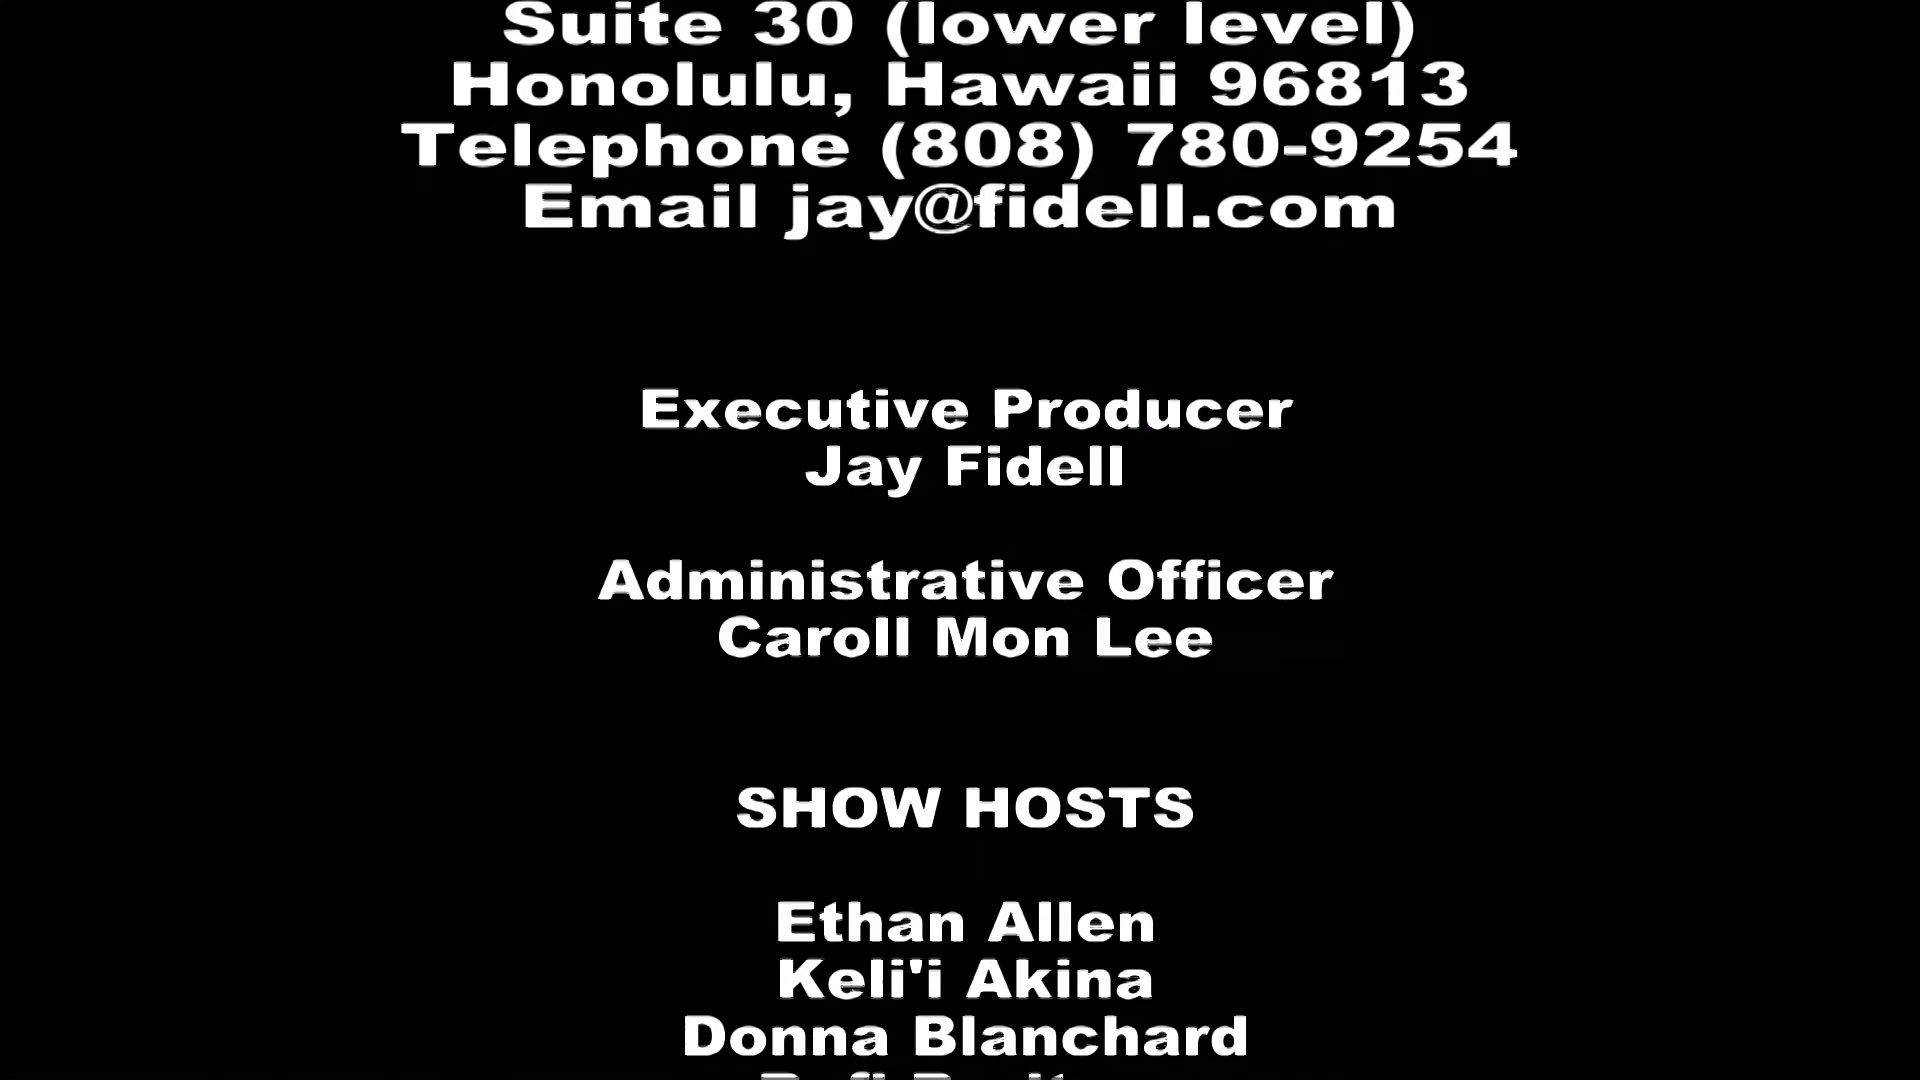 Suite 30 (lower level)
Honolulu, Hawaii 96813
Telephone (808) 780-9254
Email jay@fidell.com
Executive Producer
Jay Fidell
Administrative Officer
Caroll Mon Lee
SHOW HOSTS
Ethan Allen
Keli'i Akina
Donna Blanchard